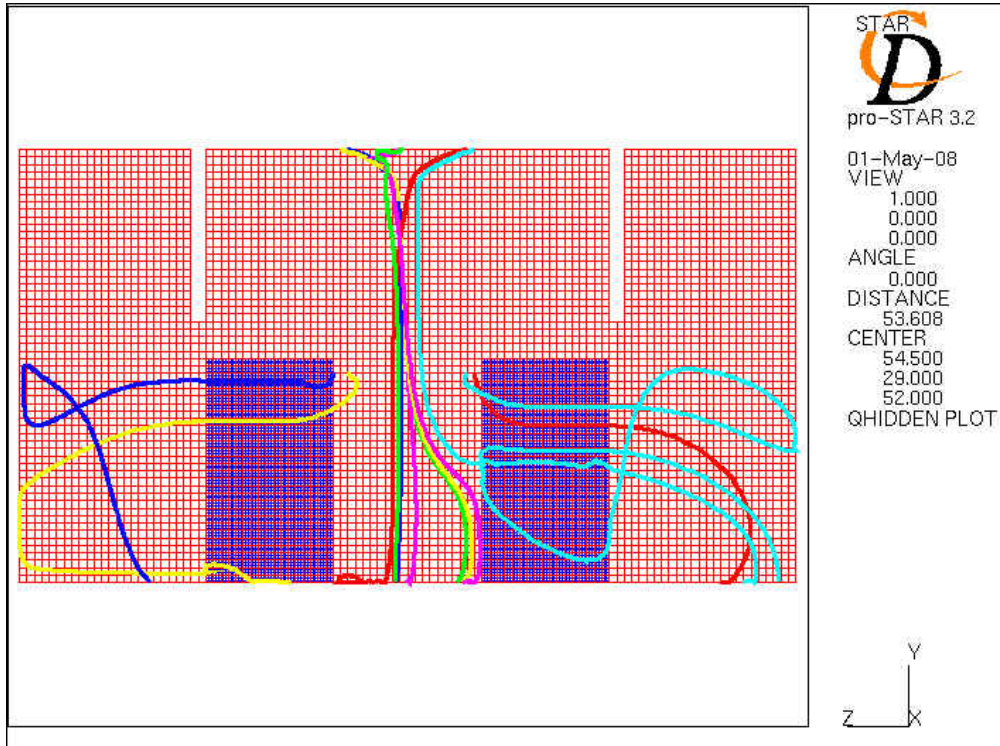 STAR
D
pro-STAR 3.2
01-May-08
VIEW
1.000
0.000
0.000
ANGLE
0.000
DISTANCE
53.608
CENTER
54.500
29.000
52.000
QHIDDEN PLOT
Y
Z
X